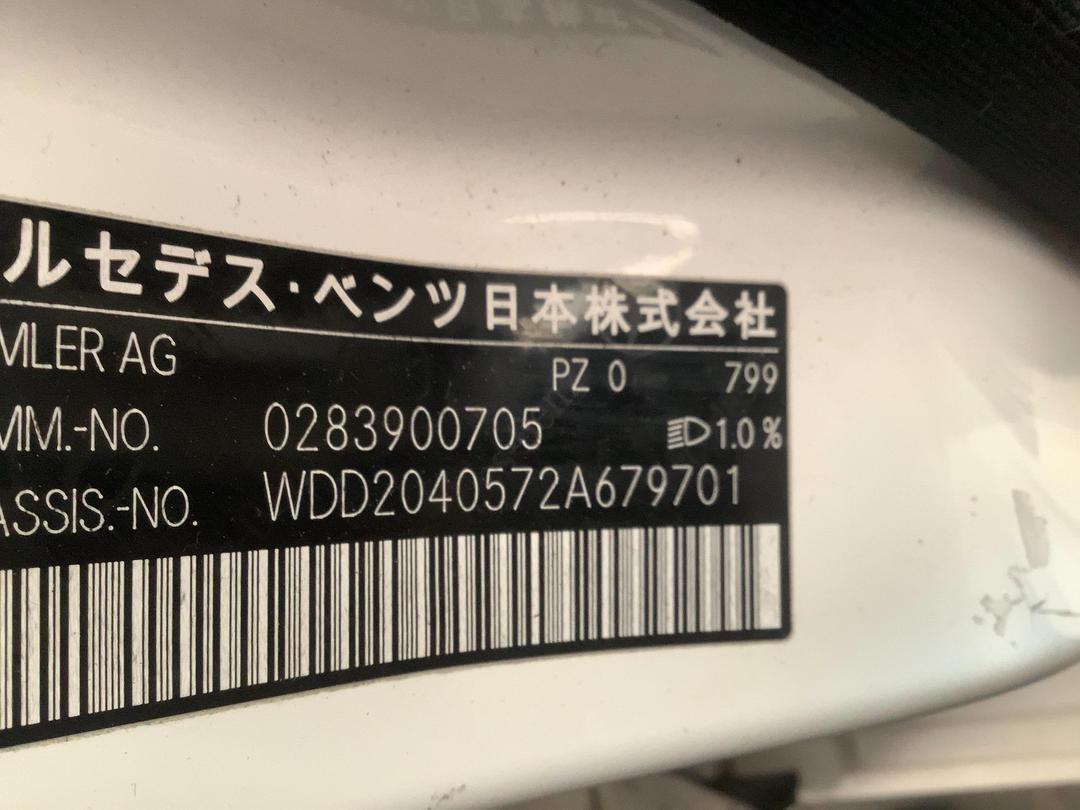 ルセデス・ベンツ日本株式会社
MLER AG PZ 0 799
MM.-NO. 0283900705 1.0 %
ASSIS.-NO. WDD2040572A679701